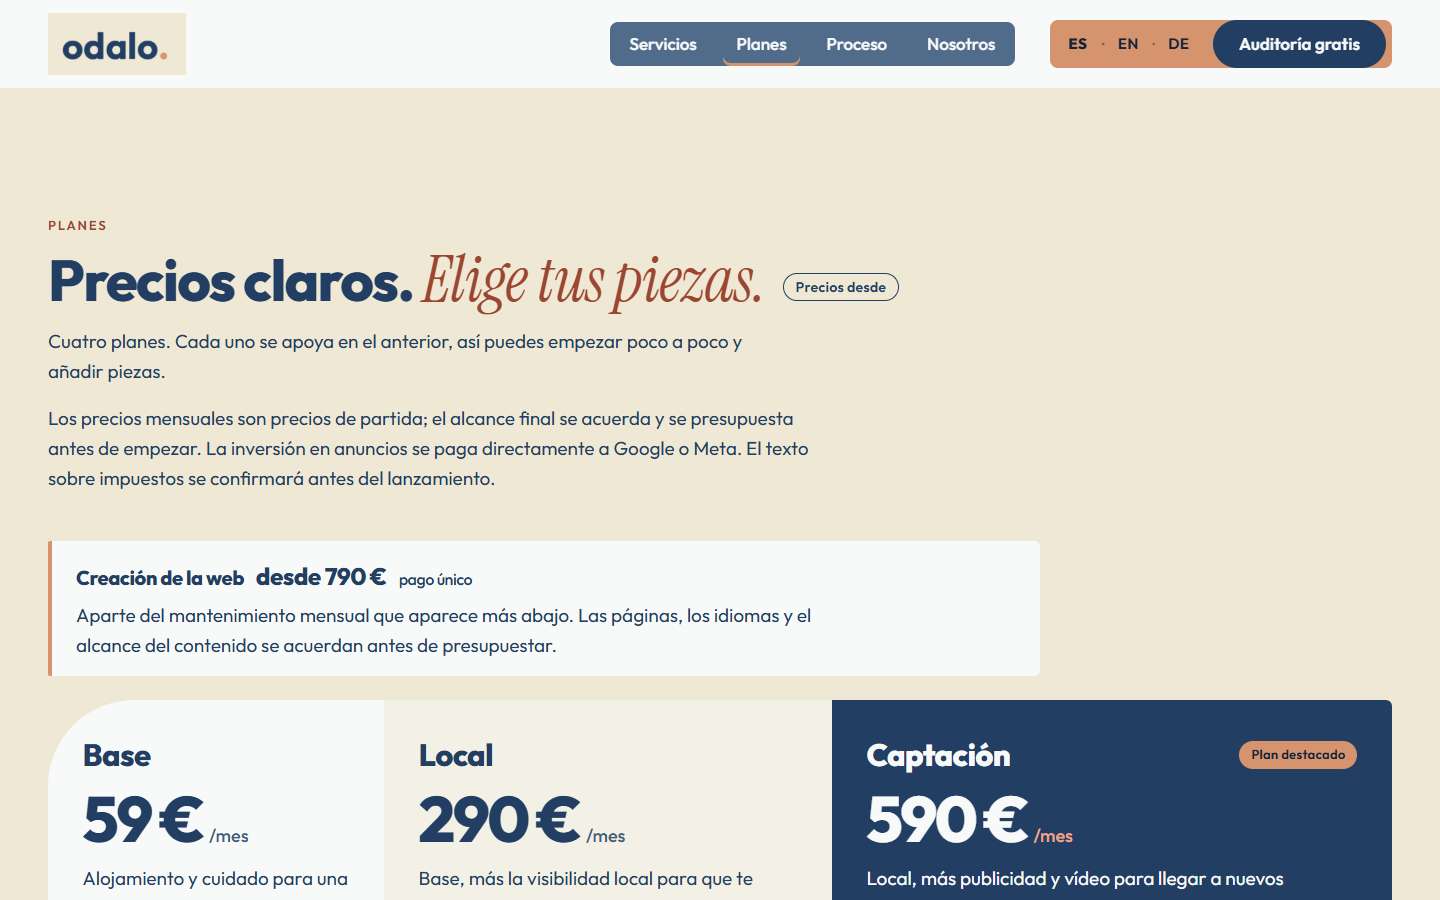 odalo.
Servicios
Planes
Proceso
Nosotros
ES · EN · DE
Auditoría gratis
PLANES
Precios claros. Elige tus piezas.
Precios desde
Cuatro planes. Cada uno se apoya en el anterior, así puedes empezar poco a poco y
añadir piezas.
Los precios mensuales son precios de partida; el alcance final se acuerda y se presupuesta
antes de empezar. La inversión en anuncios se paga directamente a Google o Meta. El texto
sobre impuestos se confirmará antes del lanzamiento.
Creación de la web desde 790 € pago único
Aparte del mantenimiento mensual que aparece más abajo. Las páginas, los idiomas y el
alcance del contenido se acuerdan antes de presupuestar.
Base
59 € /mes
Alojamiento y cuidado para una
Local
290 € /mes
Base, más la visibilidad local para que te
Captación
Plan destacado
590 € /mes
Local, más publicidad y vídeo para llegar a nuevos